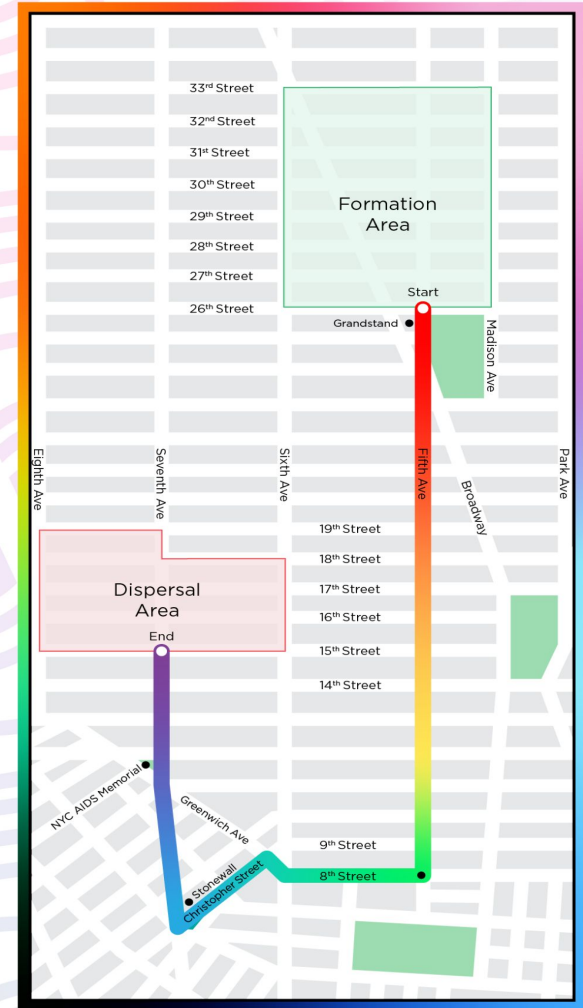 33rd Street
32nd Street
31st Street
30th Street
29th Street
28th Street
27th Street
26th Street
Formation
Area
Start
Grandstand
Madison Ave
Eighth Ave
Seventh Ave
Sixth Ave
Fifth Ave
Broadway
Park Ave
19th Street
18th Street
17th Street
16th Street
15th Street
14th Street
Dispersal
Area
End
NYC AIDS Memorial
Greenwich Ave
Stonewall
Christopher Street
9th Street
8th Street